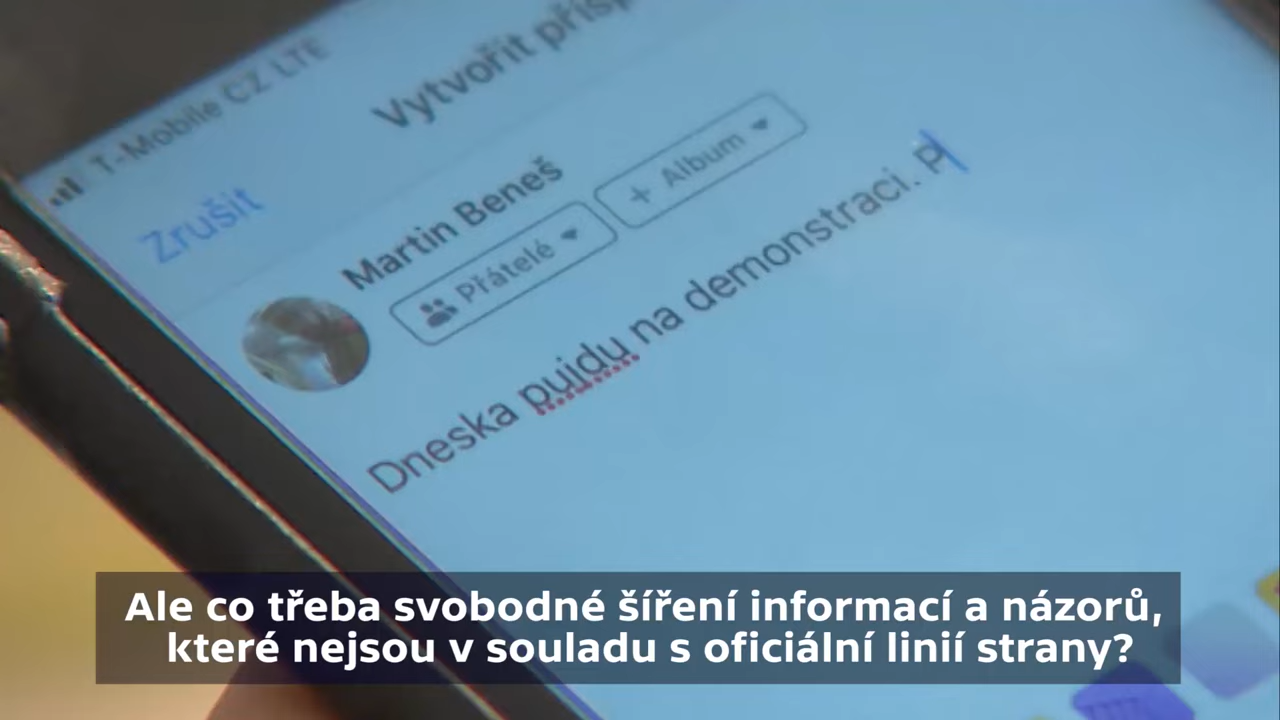 T-Mobile CZ LTE
Vytvořit přísp
Zrušit
Martin Beneš
Přátelé
+ Album
Dneska pujdu na demonstraci. P
Ale co třeba svobodné šíření informací a názorů,
které nejsou v souladu s oficiální linií strany?